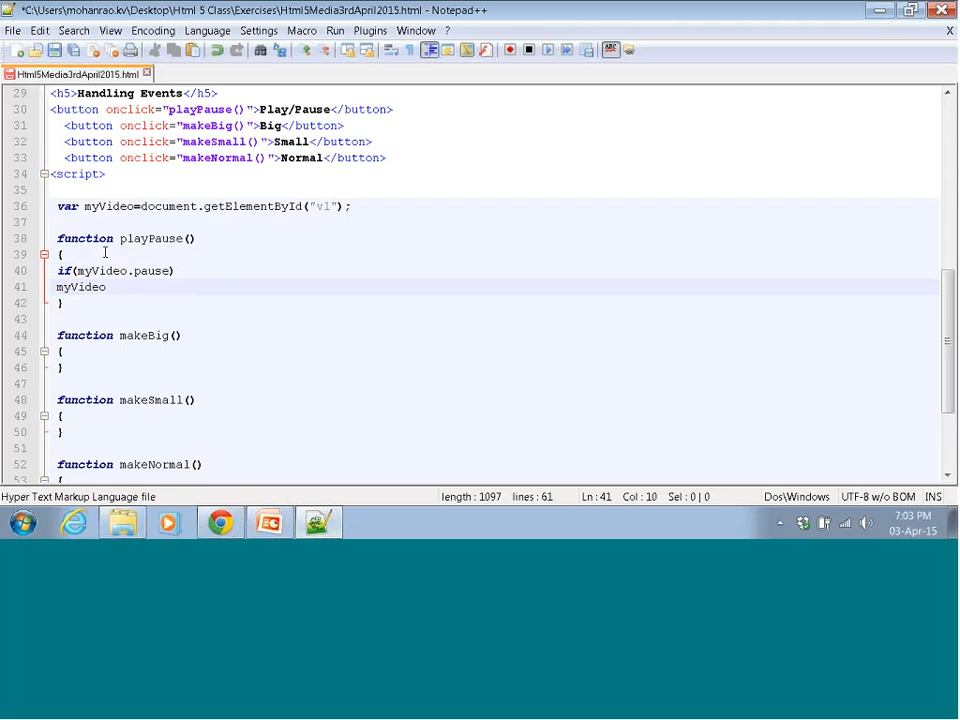 *C:\Users\mohanrao.kv\Desktop\Html 5 Class\Exercises\Html5Media3rdApril2015.html - Notepad++
File Edit Search View Encoding Language Settings Macro Run Plugins Window ? X
Html5Media3rdApril2015.html
29 <h5>Handling Events</h5>
30 <button onclick="playPause()">Play/Pause</button>
31 <button onclick="makeBig()">Big</button>
32 <button onclick="makeSmall()">Small</button>
33 <button onclick="makeNormal()">Normal</button>
34 <script>
35
36 var myVideo=document.getElementById("v1");
37
38 function playPause()
39 {
40 if(myVideo.pause)
41 myVideo
42 }
43
44 function makeBig()
45 {
46 }
47
48 function makeSmall()
49 {
50 }
51
52 function makeNormal()
53 {
Hyper Text Markup Language file length : 1097 lines : 61 Ln : 41 Col : 10 Sel : 0 | 0 Dos\Windows UTF-8 w/o BOM INS
7:03 PM
03-Apr-15